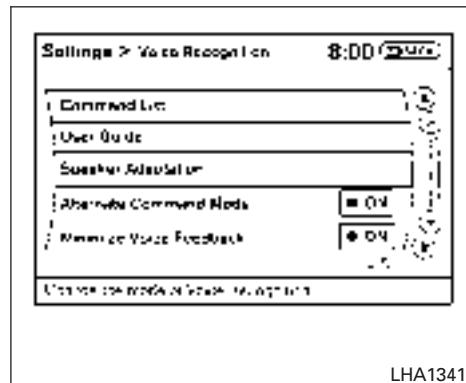 Settings > Voice Recognition 8:00
Command List
User Guide
Speaker Adaptation
Alternate Command Mode ON
Minimize Voice Feedback ON
LHA1341